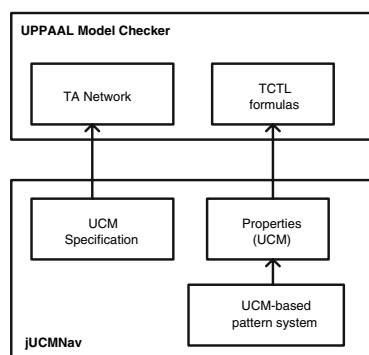 UPPAAL Model Checker
TA Network
TCTL
formulas
UCM
Specification
Properties
(UCM)
UCM-based
pattern system
jUCMNav